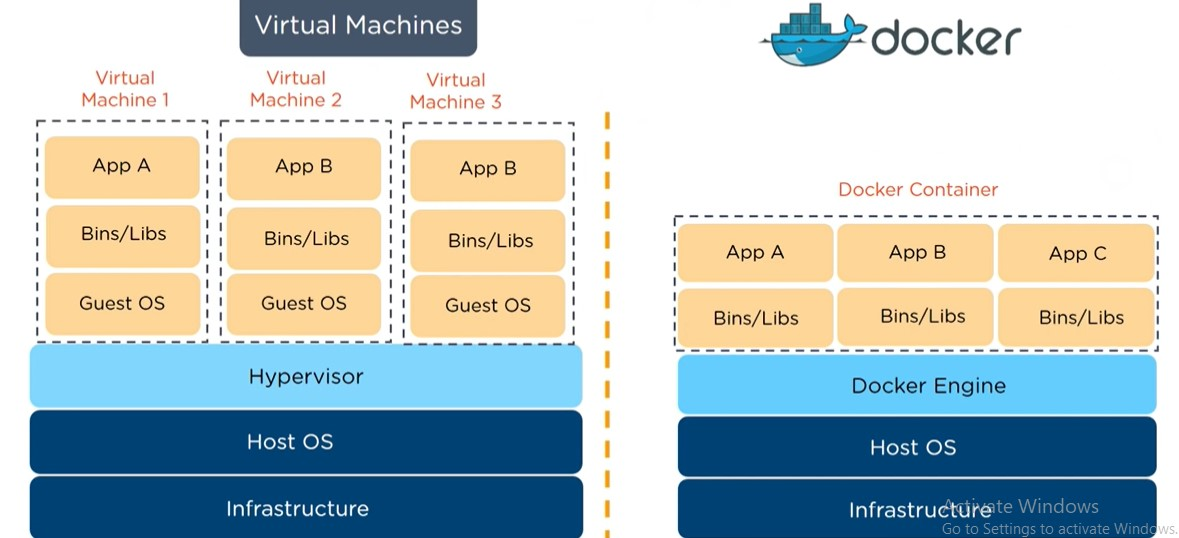 Virtual Machines
Virtual
Machine 1
Virtual
Machine 2
Virtual
Machine 3
App A
App B
App B
Bins/Libs
Bins/Libs
Bins/Libs
Guest OS
Guest OS
Guest OS
Hypervisor
Host OS
Infrastructure
docker
Docker Container
App A
App B
App C
Bins/Libs
Bins/Libs
Bins/Libs
Docker Engine
Host OS
Infrastructure
Activate Windows
Go to Settings to activate Windows.